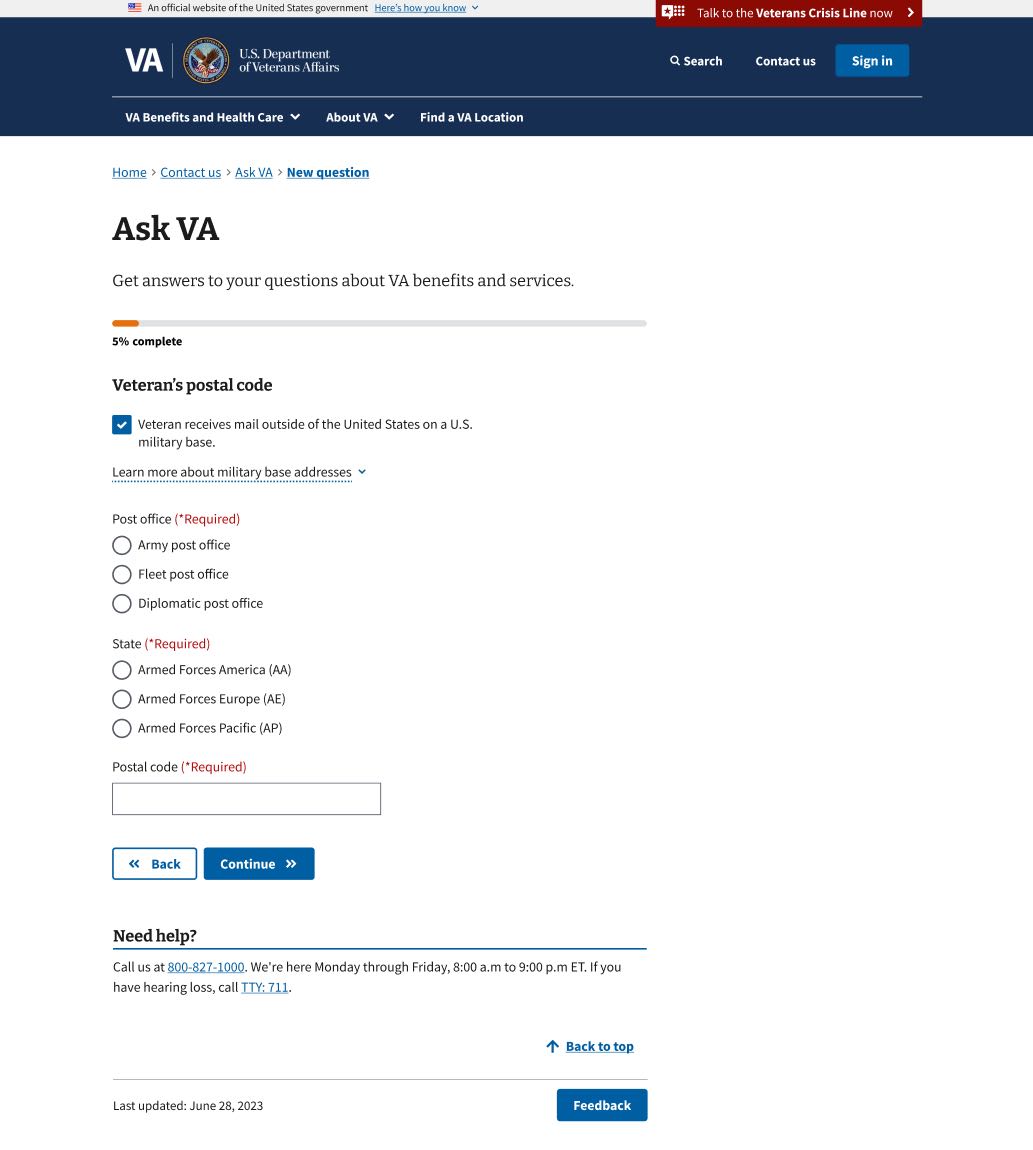 An official website of the United States government Here's how you know
Talk to the Veterans Crisis Line now
VA U.S. Department
of Veterans Affairs
Search Contact us Sign in
VA Benefits and Health Care About VA Find a VA Location
Home > Contact us > Ask VA > New question
Ask VA
Get answers to your questions about VA benefits and services.
5% complete
Veteran's postal code
Veteran receives mail outside of the United States on a U.S.
military base.
Learn more about military base addresses
Post office (*Required)
Army post office
Fleet post office
Diplomatic post office
State (*Required)
Armed Forces America (AA)
Armed Forces Europe (AE)
Armed Forces Pacific (AP)
Postal code (*Required)
Back Continue
Need help?
Call us at 800-827-1000. We're here Monday through Friday, 8:00 a.m to 9:00 p.m ET. If you
have hearing loss, call TTY: 711.
Back to top
Last updated: June 28, 2023
Feedback